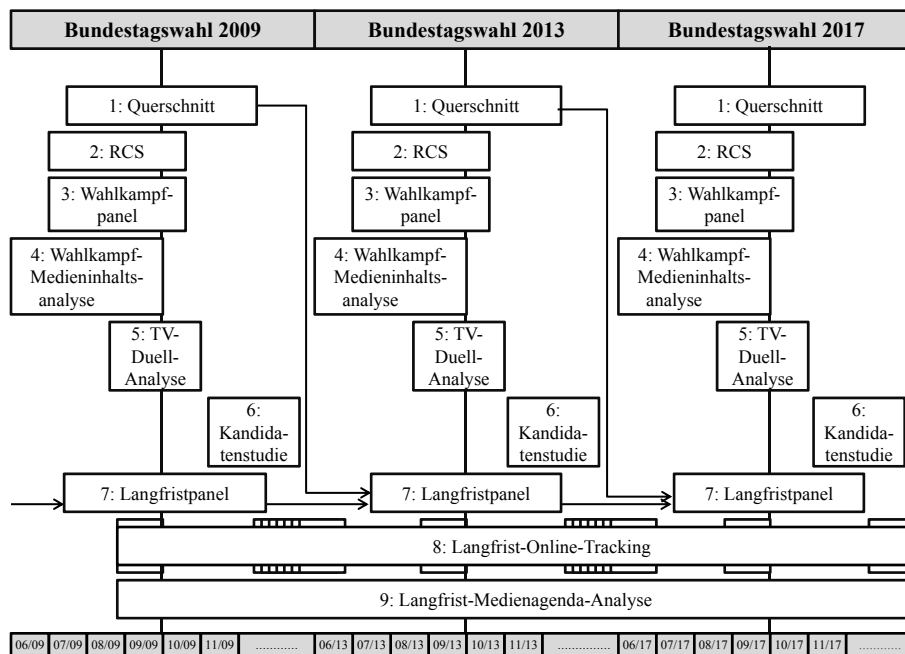 Bundestagswahl 2009 Bundestagswahl 2013 Bundestagswahl 2017
1: Querschnitt 1: Querschnitt 1: Querschnitt
2: RCS 2: RCS 2: RCS
3: Wahlkampf-
panel
3: Wahlkampf-
panel
3: Wahlkampf-
panel
4: Wahlkampf-
Medieninhalts-
analyse
4: Wahlkampf-
Medieninhalts-
analyse
4: Wahlkampf-
Medieninhalts-
analyse
5: TV-
Duell-
Analyse
5: TV-
Duell-
Analyse
5: TV-
Duell-
Analyse
6:
Kandida-
tenstudie
6:
Kandida-
tenstudie
6:
Kandida-
tenstudie
7: Langfristpanel 7: Langfristpanel 7: Langfristpanel
8: Langfrist-Online-Tracking
9: Langfrist-Medienagenda-Analyse
06/09 07/09 08/09 09/09 10/09 11/09 ............ 06/13 07/13 08/13 09/13 10/13 11/13 ............... 06/17 07/17 08/17 09/17 10/17 11/17 ............